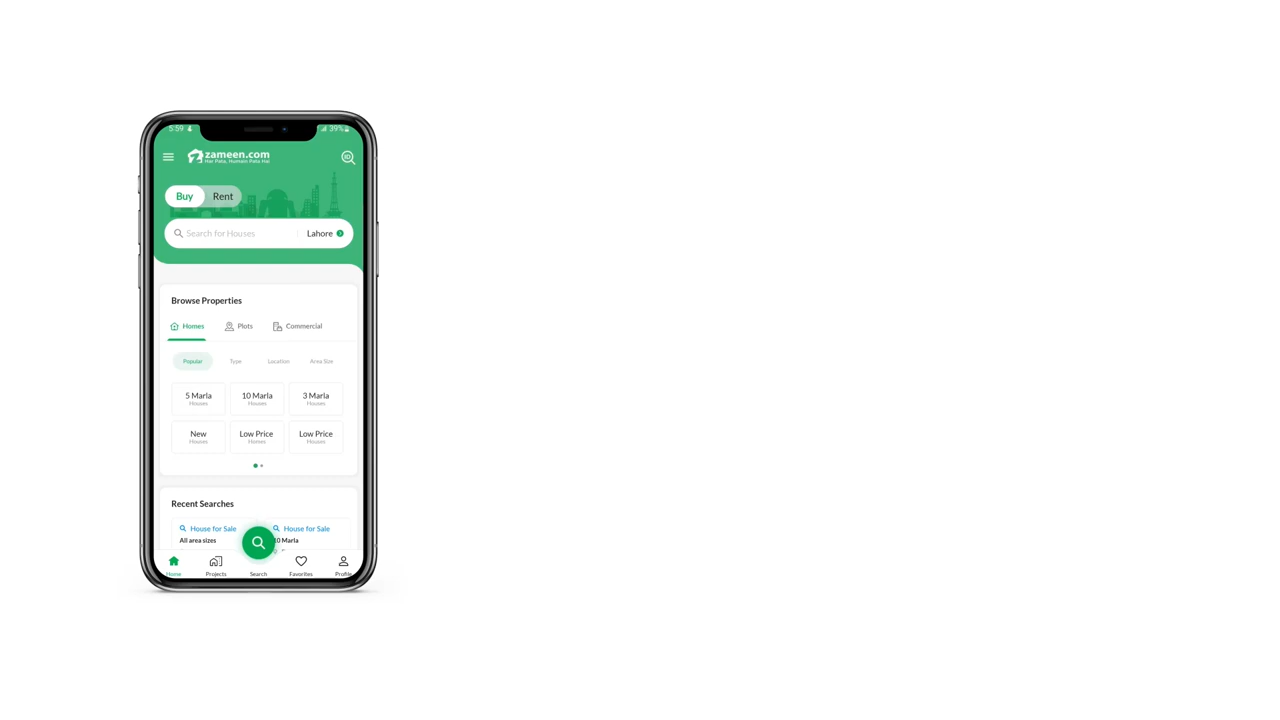 5:59 39%
zameen.com
Har Pata, Humain Pata Hai
ID
Buy Rent
Search for Houses Lahore
Browse Properties
Homes Plots Commercial
Popular Type Location Area Size
5 Marla 10 Marla 3 Marla
Houses Houses Houses
New Low Price Low Price
Houses Homes Houses
Recent Searches
House for Sale House for Sale
All area sizes 10 Marla
Home Projects Search Favorites Profile